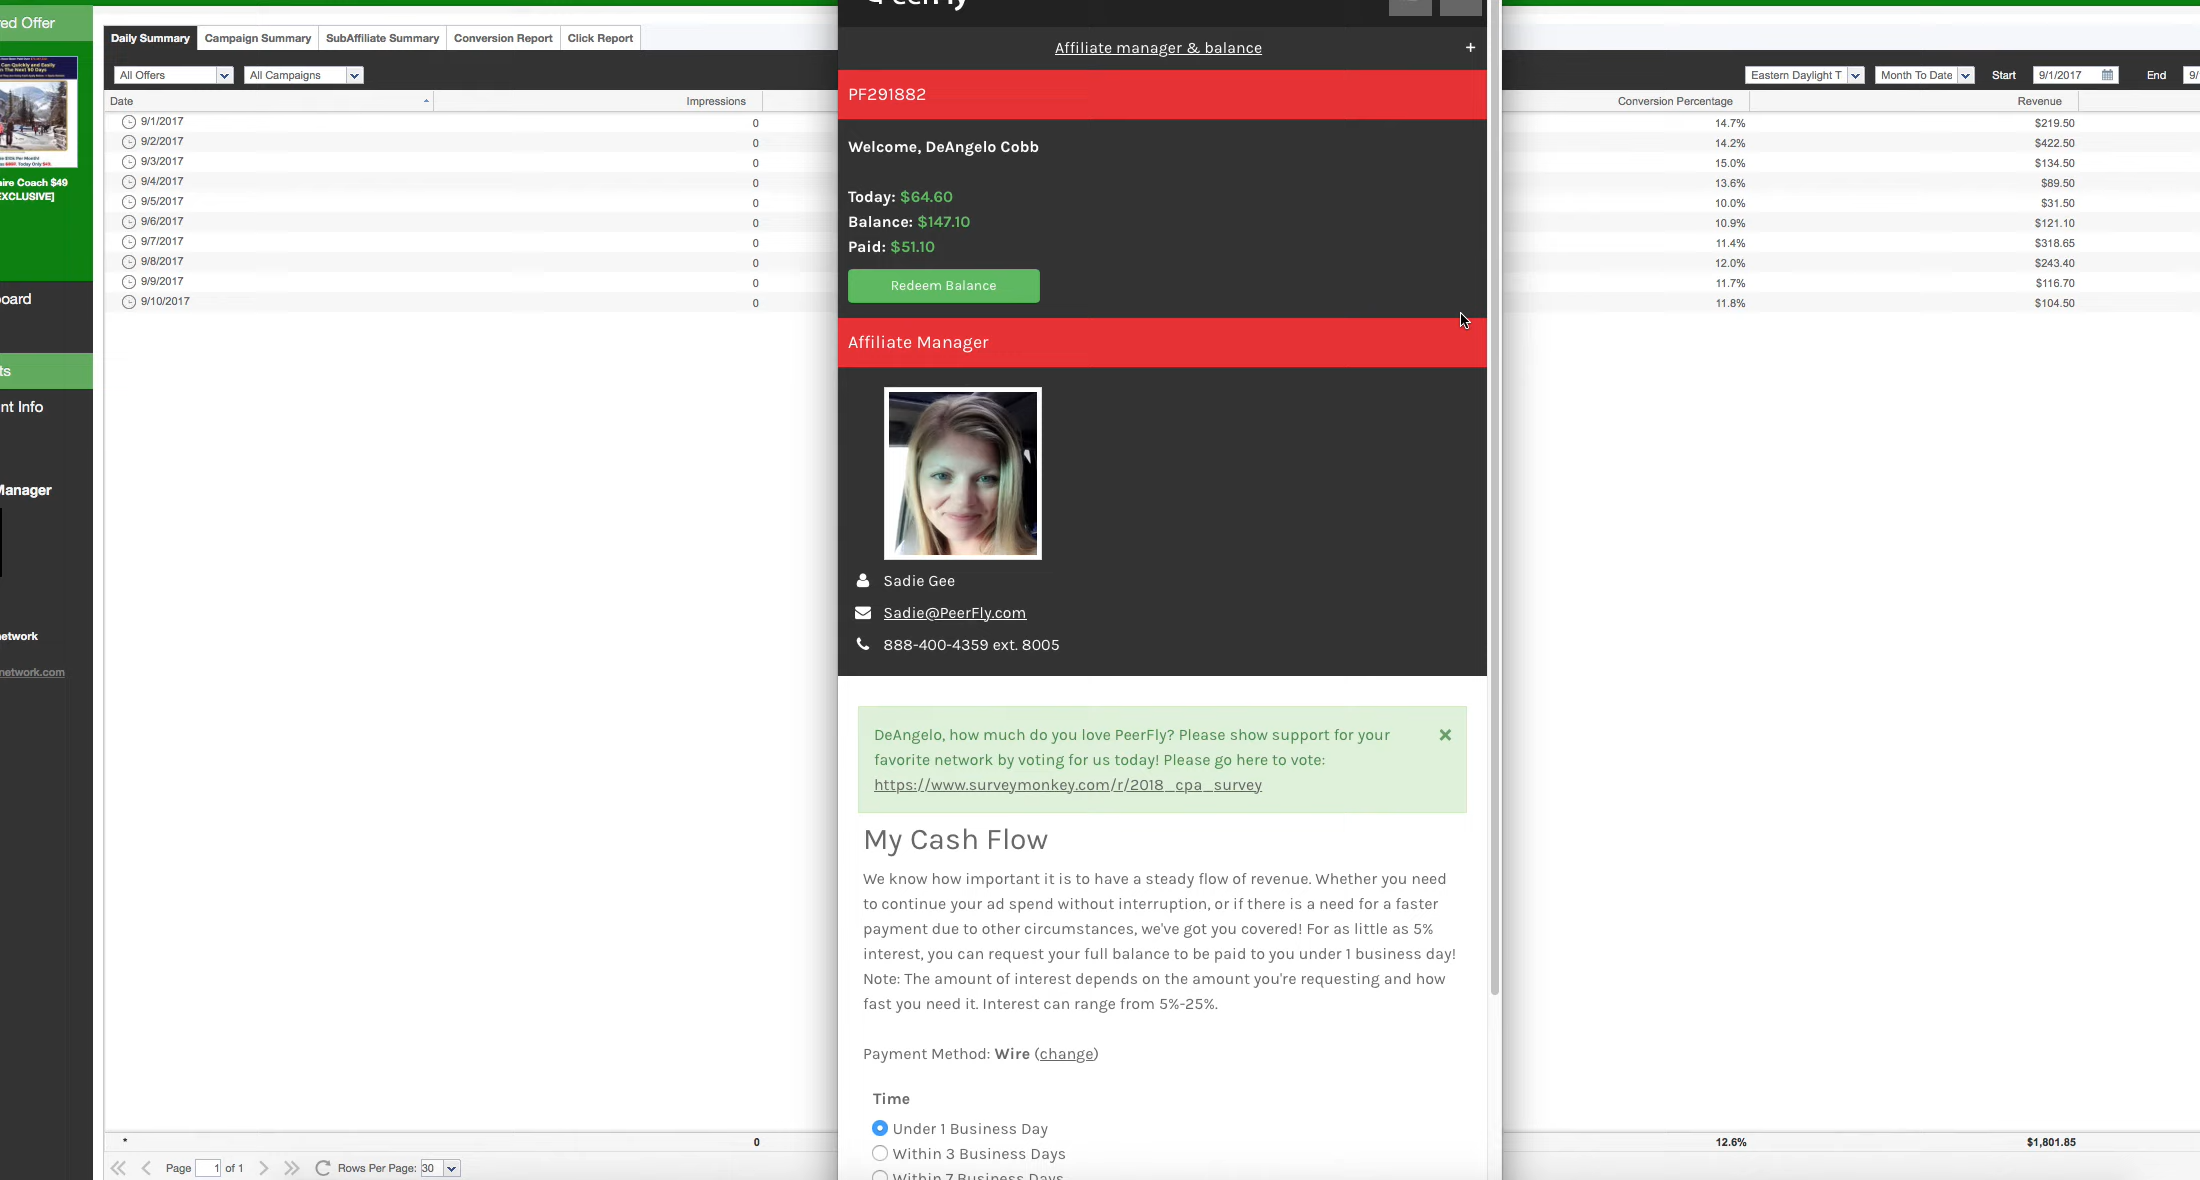 Daily Summary
Campaign Summary
SubAffiliate Summary
Conversion Report
Click Report
All Offers
All Campaigns
Eastern Daylight T
Month To Date
Start
9/1/2017
End
Date
Impressions
Conversion Percentage
Revenue
9/1/2017 0 14.7% $219.50
9/2/2017 0 14.2% $422.50
9/3/2017 0 15.0% $134.50
9/4/2017 0 13.6% $89.50
9/5/2017 0 10.0% $31.50
9/6/2017 0 10.9% $121.10
9/7/2017 0 11.4% $318.65
9/8/2017 0 12.0% $243.40
9/9/2017 0 11.7% $116.70
9/10/2017 0 11.8% $104.50
* 0 12.6% $1,801.85
Page 1 of 1 Rows Per Page: 30
ed Offer
Can Quickly and Easily
ire Coach $49
EXCLUSIVE]
oard
ts
nt Info
Manager
etwork
network.com
Affiliate manager & balance +
PF291882
Welcome, DeAngelo Cobb
Today: $64.60
Balance: $147.10
Paid: $51.10
Redeem Balance
Affiliate Manager
Sadie Gee
Sadie@PeerFly.com
888-400-4359 ext. 8005
DeAngelo, how much do you love PeerFly? Please show support for your
favorite network by voting for us today! Please go here to vote:
https://www.surveymonkey.com/r/2018_cpa_survey
My Cash Flow
We know how important it is to have a steady flow of revenue. Whether you need
to continue your ad spend without interruption, or if there is a need for a faster
payment due to other circumstances, we've got you covered! For as little as 5%
interest, you can request your full balance to be paid to you under 1 business day!
Note: The amount of interest depends on the amount you're requesting and how
fast you need it. Interest can range from 5%-25%.
Payment Method: Wire (change)
Time
Under 1 Business Day
Within 3 Business Days
Within 7 Business Days